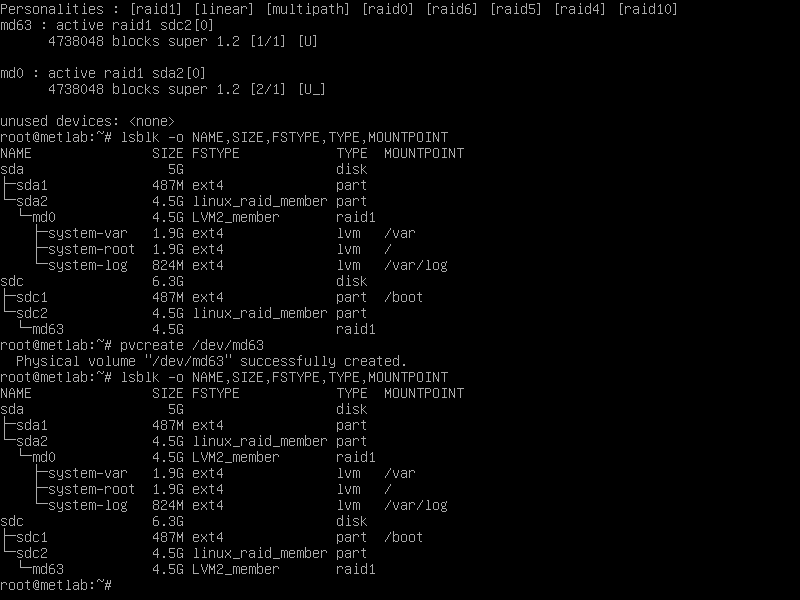 Personalities : [raid1] [linear] [multipath] [raid0] [raid6] [raid5] [raid4] [raid10]
md63 : active raid1 sdc2[0]
      4738048 blocks super 1.2 [1/1] [U]

md0 : active raid1 sda2[0]
      4738048 blocks super 1.2 [2/1] [U_]

unused devices: <none>
root@metlab:~# lsblk -o NAME,SIZE,FSTYPE,TYPE,MOUNTPOINT
NAME               SIZE FSTYPE            TYPE  MOUNTPOINT
sda                  5G                   disk
├─sda1             487M ext4              part
└─sda2             4.5G linux_raid_member part
  └─md0            4.5G LVM2_member       raid1
    ├─system-var   1.9G ext4              lvm   /var
    ├─system-root  1.9G ext4              lvm   /
    └─system-log   824M ext4              lvm   /var/log
sdc                6.3G                   disk
├─sdc1             487M ext4              part  /boot
└─sdc2             4.5G linux_raid_member part
  └─md63           4.5G                   raid1
root@metlab:~# pvcreate /dev/md63
  Physical volume "/dev/md63" successfully created.
root@metlab:~# lsblk -o NAME,SIZE,FSTYPE,TYPE,MOUNTPOINT
NAME               SIZE FSTYPE            TYPE  MOUNTPOINT
sda                  5G                   disk
├─sda1             487M ext4              part
└─sda2             4.5G linux_raid_member part
  └─md0            4.5G LVM2_member       raid1
    ├─system-var   1.9G ext4              lvm   /var
    ├─system-root  1.9G ext4              lvm   /
    └─system-log   824M ext4              lvm   /var/log
sdc                6.3G                   disk
├─sdc1             487M ext4              part  /boot
└─sdc2             4.5G linux_raid_member part
  └─md63           4.5G LVM2_member       raid1
root@metlab:~#